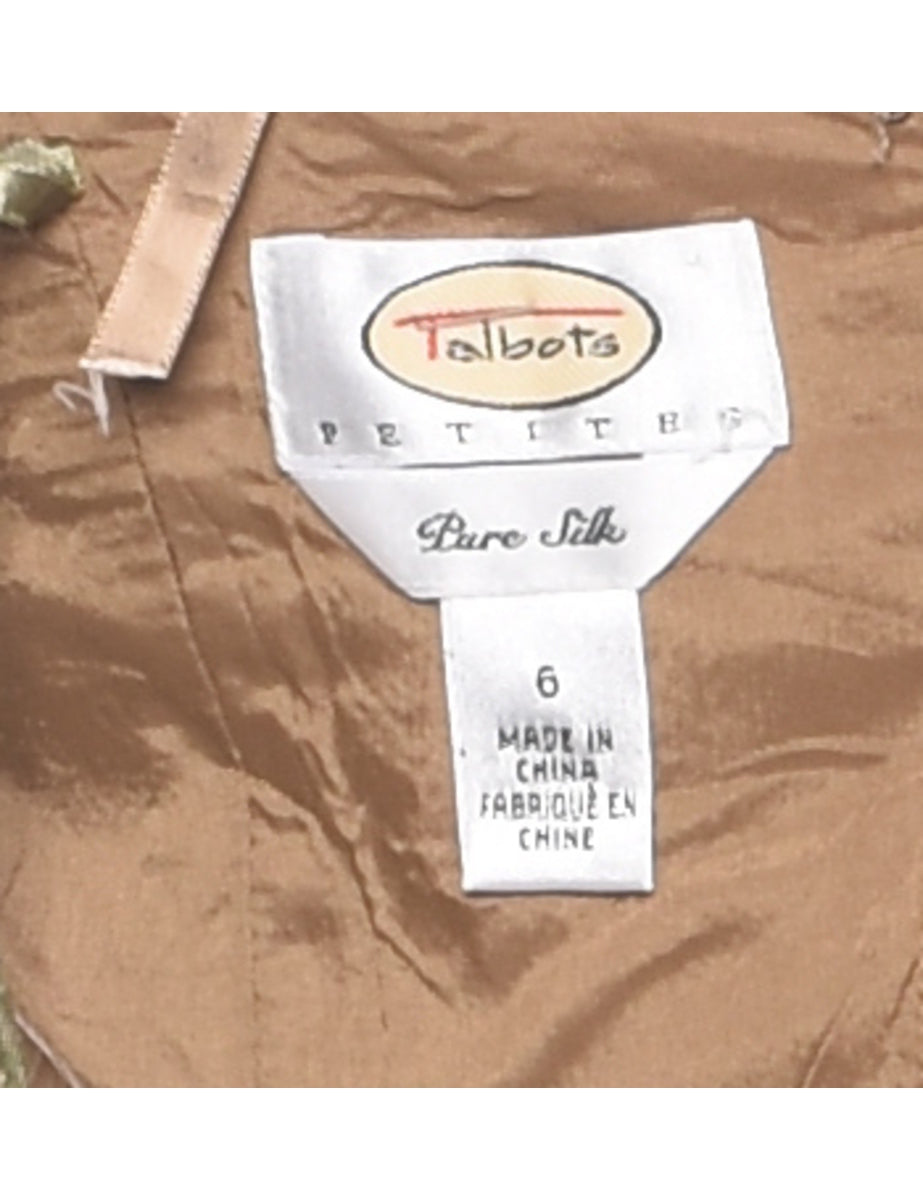 Talbots
PETITES
Pure Silk
6
MADE IN
CHINA
FABRIQUÉ EN
CHINE